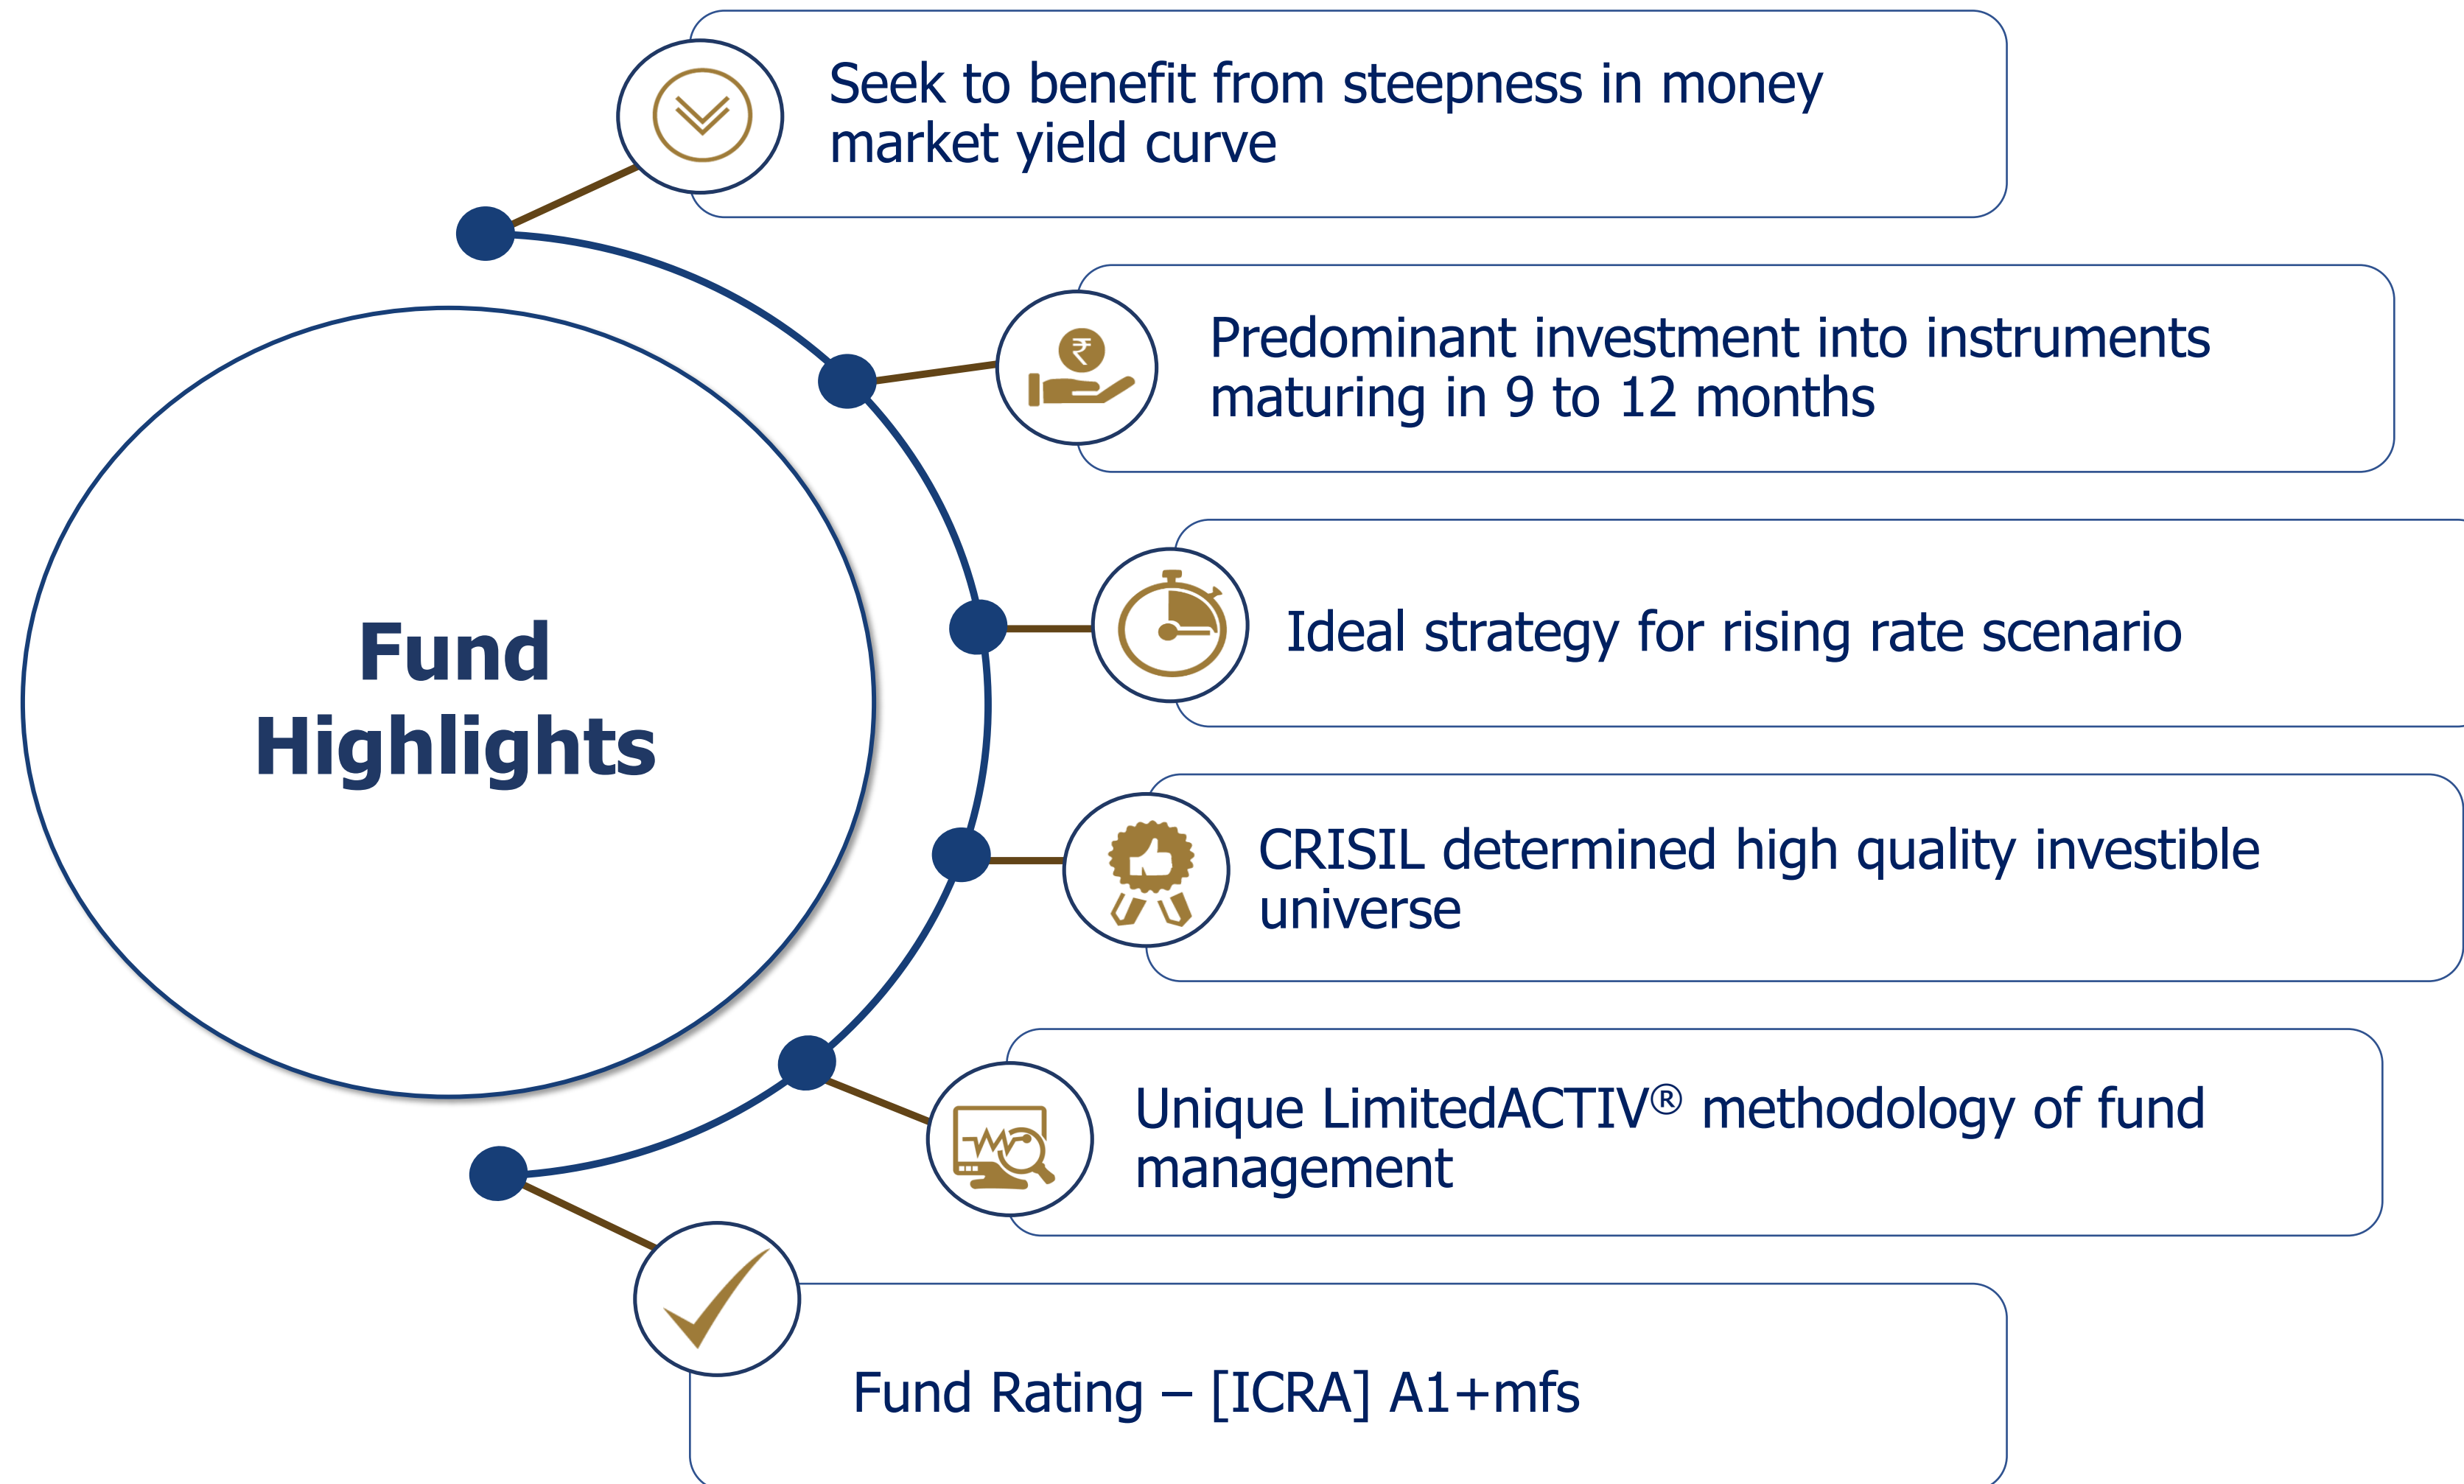 Seek to benefit from steepness in money
market yield curve
₹
Predominant investment into instruments
maturing in 9 to 12 months
Ideal strategy for rising rate scenario
Fund
Highlights
CRISIL determined high quality investible
universe
Unique LimitedACTIV® methodology of fund
management
Fund Rating – [ICRA] A1+mfs